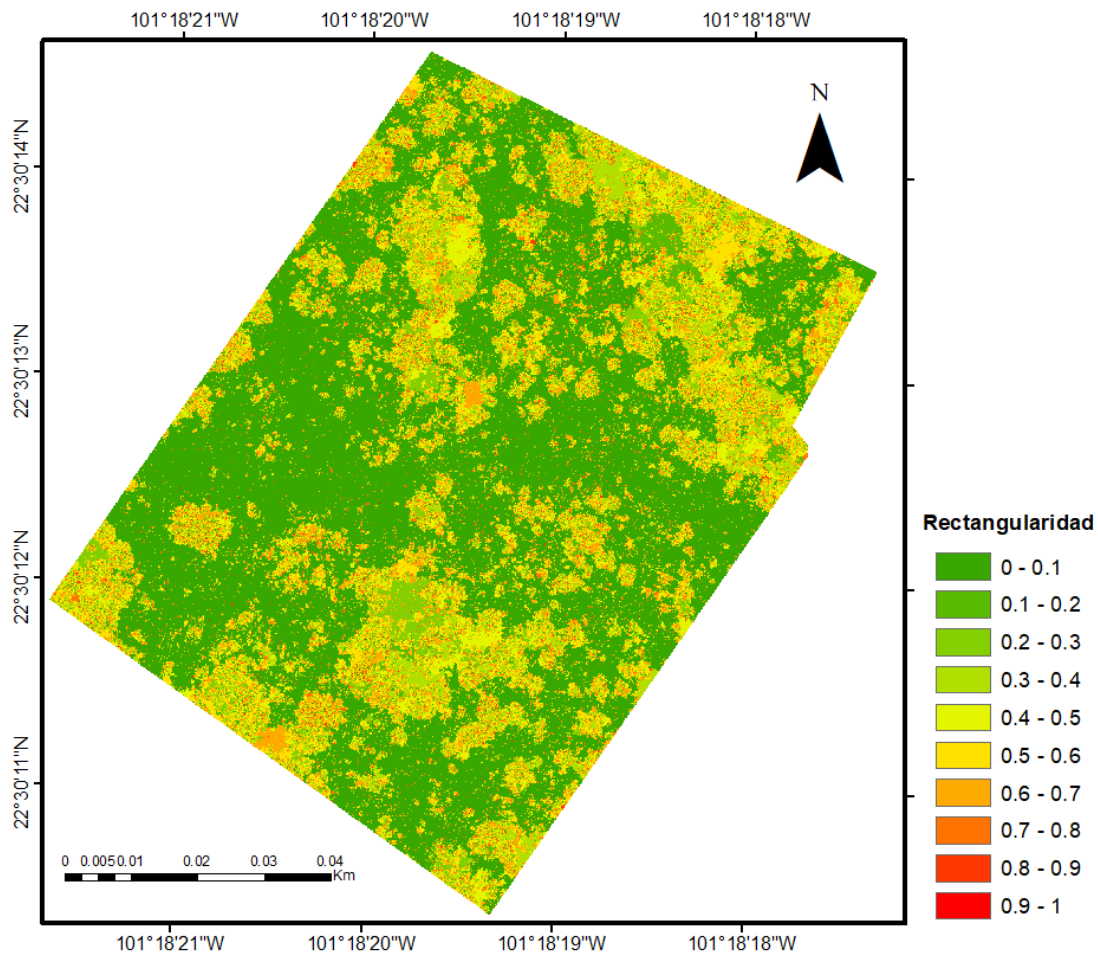 101°18'21"W 101°18'20"W 101°18'19"W 101°18'18"W
N
22°30'14"N
22°30'13"N
22°30'12"N
22°30'11"N
Rectangularidad
0 - 0.1
0.1 - 0.2
0.2 - 0.3
0.3 - 0.4
0.4 - 0.5
0.5 - 0.6
0.6 - 0.7
0.7 - 0.8
0.8 - 0.9
0.9 - 1
0 0.005 0.01 0.02 0.03 0.04
Km
101°18'21"W 101°18'20"W 101°18'19"W 101°18'18"W